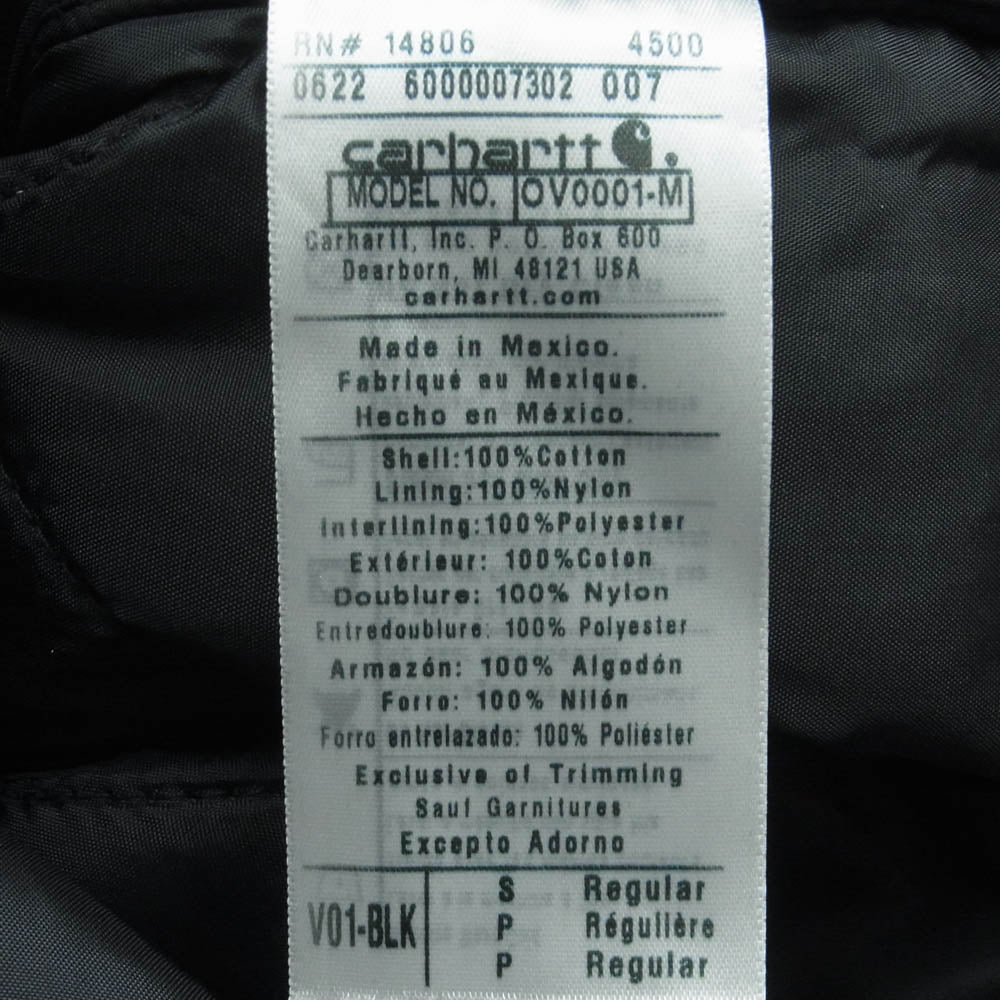 RN# 14806 4500
0622 6000007302 007
carhartt
MODEL NO. OV0001-M
Carhartt, Inc. P. O. Box 600
Dearborn, MI 48121 USA
carhartt.com
Made in Mexico.
Fabriqué au Mexique.
Hecho en México.
Shell:100%Cotton
Lining:100%Nylon
Interlining:100%Polyester
Extérieur: 100%Coton
Doublure: 100% Nylon
Entredoublure: 100% Polyester
Armazón: 100% Algodón
Forro: 100% Nilón
Forro entrelazado: 100% Poliéster
Exclusive of Trimming
Sauf Garnitures
Excepto Adorno
S Regular
V01-BLK P Régulière
P Regular